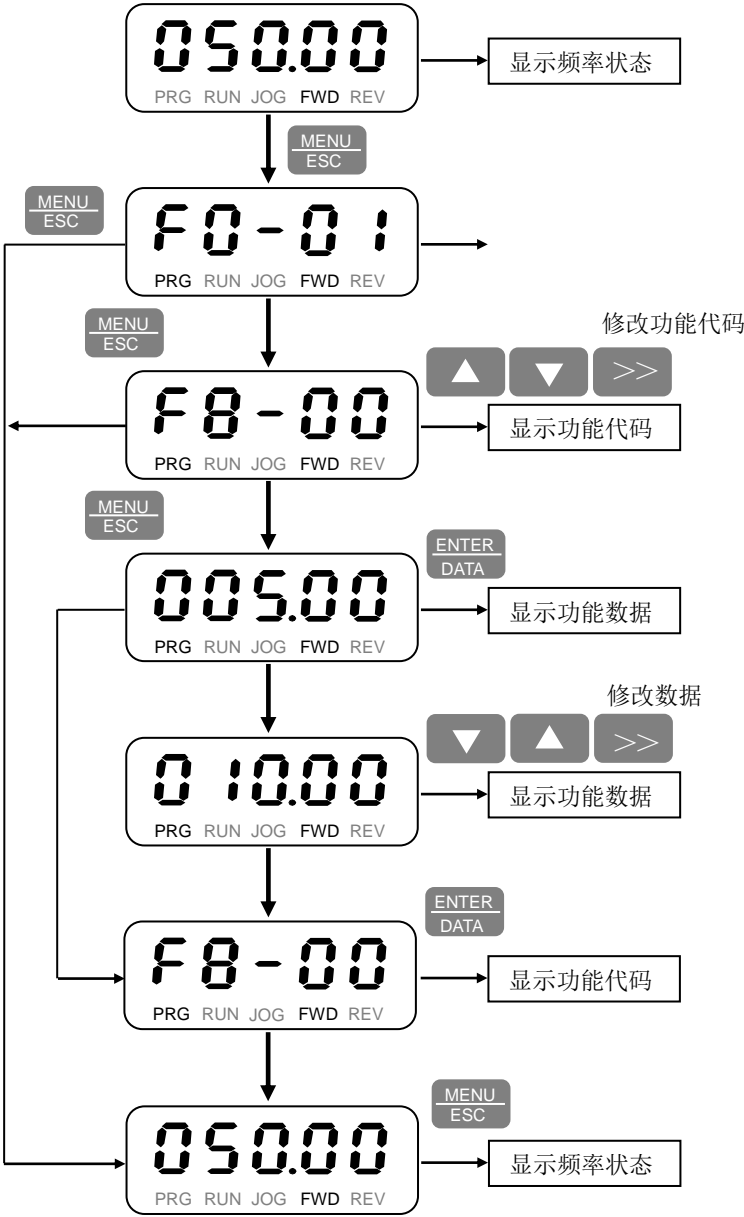 050.00
显示频率状态
PRG RUN JOG FWD REV
MENU
ESC
MENU
ESC
F0-01
PRG RUN JOG FWD REV
MENU
ESC
修改功能代码
>>
F8-00
显示功能代码
PRG RUN JOG FWD REV
MENU
ESC
ENTER
DATA
005.00
显示功能数据
PRG RUN JOG FWD REV
修改数据
>>
010.00
显示功能数据
PRG RUN JOG FWD REV
ENTER
DATA
F8-00
显示功能代码
PRG RUN JOG FWD REV
MENU
ESC
050.00
显示频率状态
PRG RUN JOG FWD REV